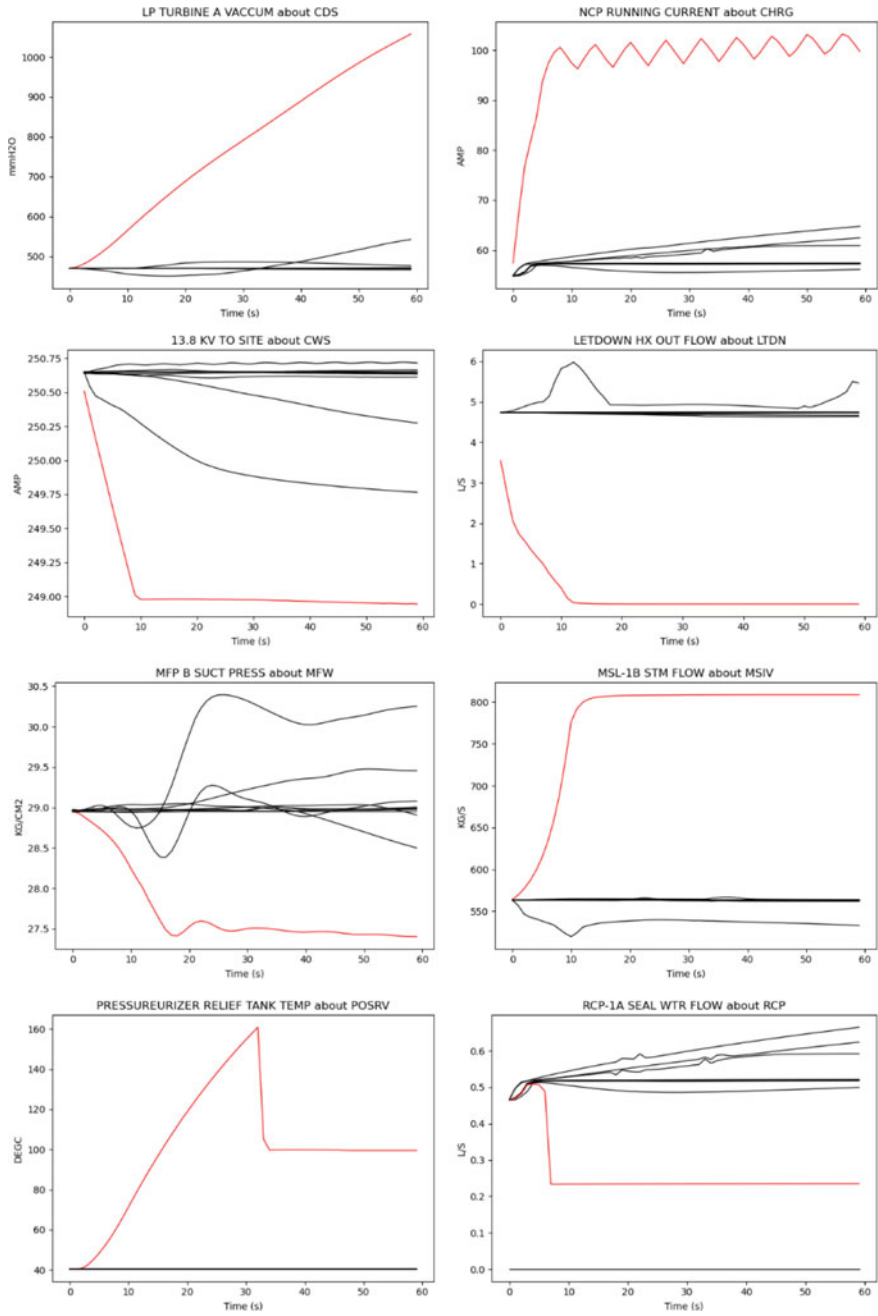 LP TURBINE A VACCUM about CDS
mmH2O
1000
900
800
700
600
500
0 10 20 30 40 50 60
Time (s)
NCP RUNNING CURRENT about CHRG
AMP
100
90
80
70
60
0 10 20 30 40 50 60
Time (s)
13.8 KV TO SITE about CWS
AMP
250.75
250.50
250.25
250.00
249.75
249.50
249.25
249.00
0 10 20 30 40 50 60
Time (s)
LETDOWN HX OUT FLOW about LTDN
L/S
6
5
4
3
2
1
0
0 10 20 30 40 50 60
Time (s)
MFP B SUCT PRESS about MFW
KG/CM2
30.5
30.0
29.5
29.0
28.5
28.0
27.5
0 10 20 30 40 50 60
Time (s)
MSL-1B STM FLOW about MSIV
KG/S
800
750
700
650
600
550
0 10 20 30 40 50 60
Time (s)
PRESSUREURIZER RELIEF TANK TEMP about POSRV
DEGC
160
140
120
100
80
60
40
0 10 20 30 40 50 60
Time (s)
RCP-1A SEAL WTR FLOW about RCP
L/S
0.6
0.5
0.4
0.3
0.2
0.1
0.0
0 10 20 30 40 50 60
Time (s)